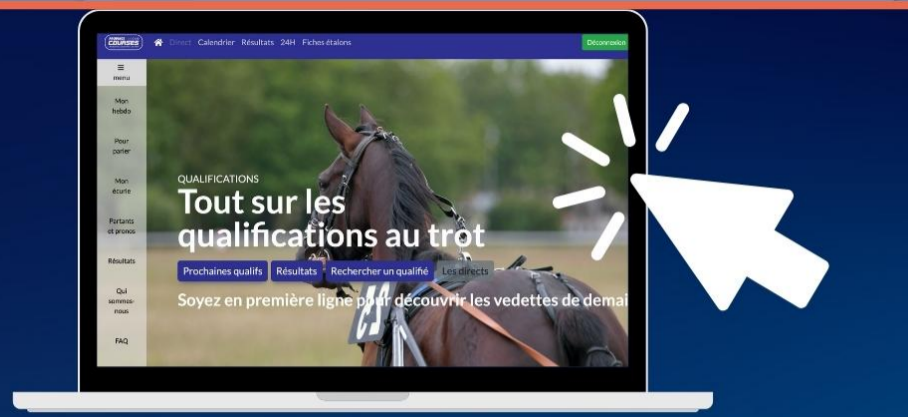 COURSES
Direct Calendrier Résultats 24H Fiches étalons
Déconnexion
menu
Mon
hebdo
Pour
parier
Mon
écurie
Partants
et pronos
Résultats
Qui
sommes-
nous
FAQ
QUALIFICATIONS
Tout sur les
qualifications au trot
Prochaines qualifs Résultats Rechercher un qualifié Les directs
Soyez en première ligne pour découvrir les vedettes de demai